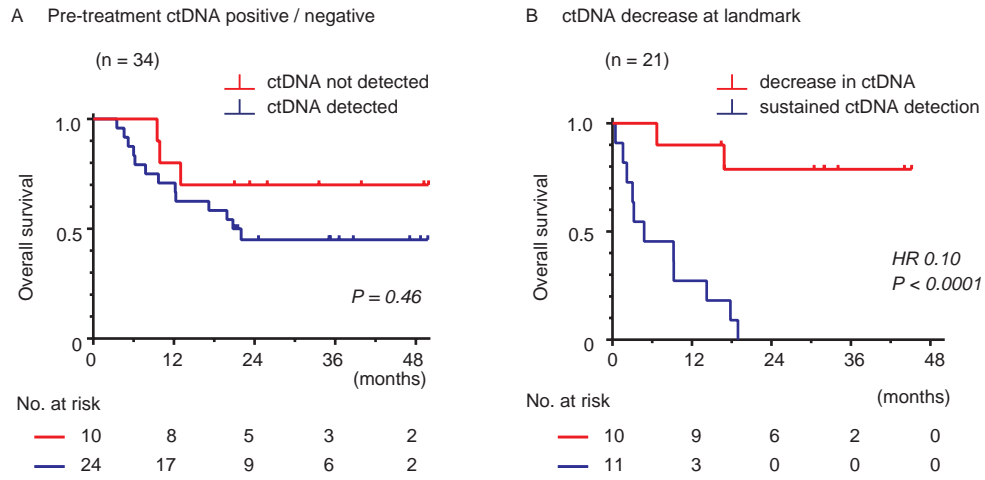 A Pre-treatment ctDNA positive / negative
(n = 34)
ctDNA not detected
ctDNA detected
1.0
0.5
0
Overall survival
P = 0.46
0 12 24 36 48
(months)
No. at risk
10 8 5 3 2
24 17 9 6 2
B ctDNA decrease at landmark
(n = 21)
decrease in ctDNA
sustained ctDNA detection
1.0
0.5
0
Overall survival
HR 0.10
P < 0.0001
0 12 24 36 48
(months)
No. at risk
10 9 6 2 0
11 3 0 0 0